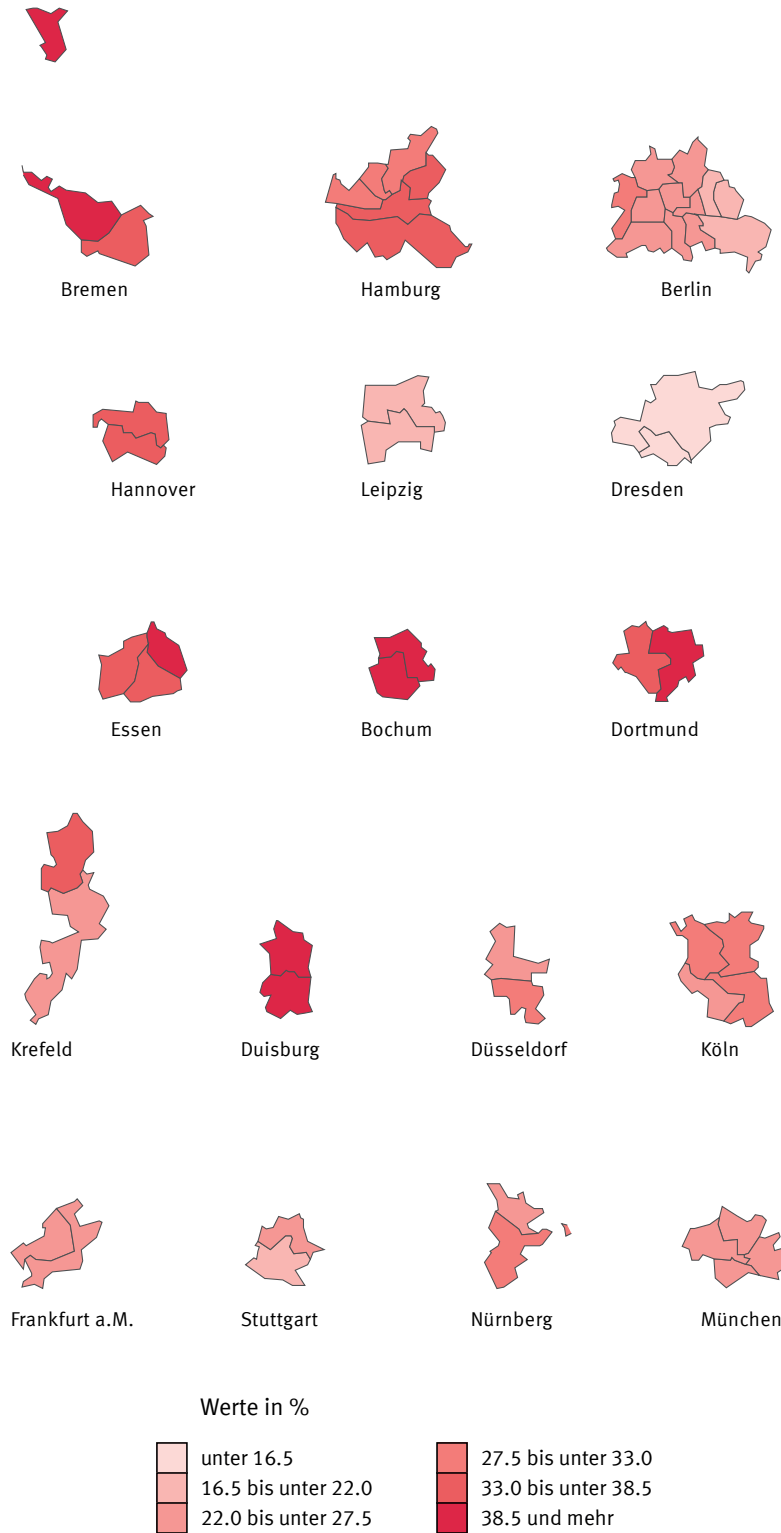 Bremen
Hamburg
Berlin
Hannover
Leipzig
Dresden
Essen
Bochum
Dortmund
Krefeld
Duisburg
Düsseldorf
Köln
Frankfurt a.M.
Stuttgart
Nürnberg
München
Werte in %
unter 16.5
16.5 bis unter 22.0
22.0 bis unter 27.5
27.5 bis unter 33.0
33.0 bis unter 38.5
38.5 und mehr